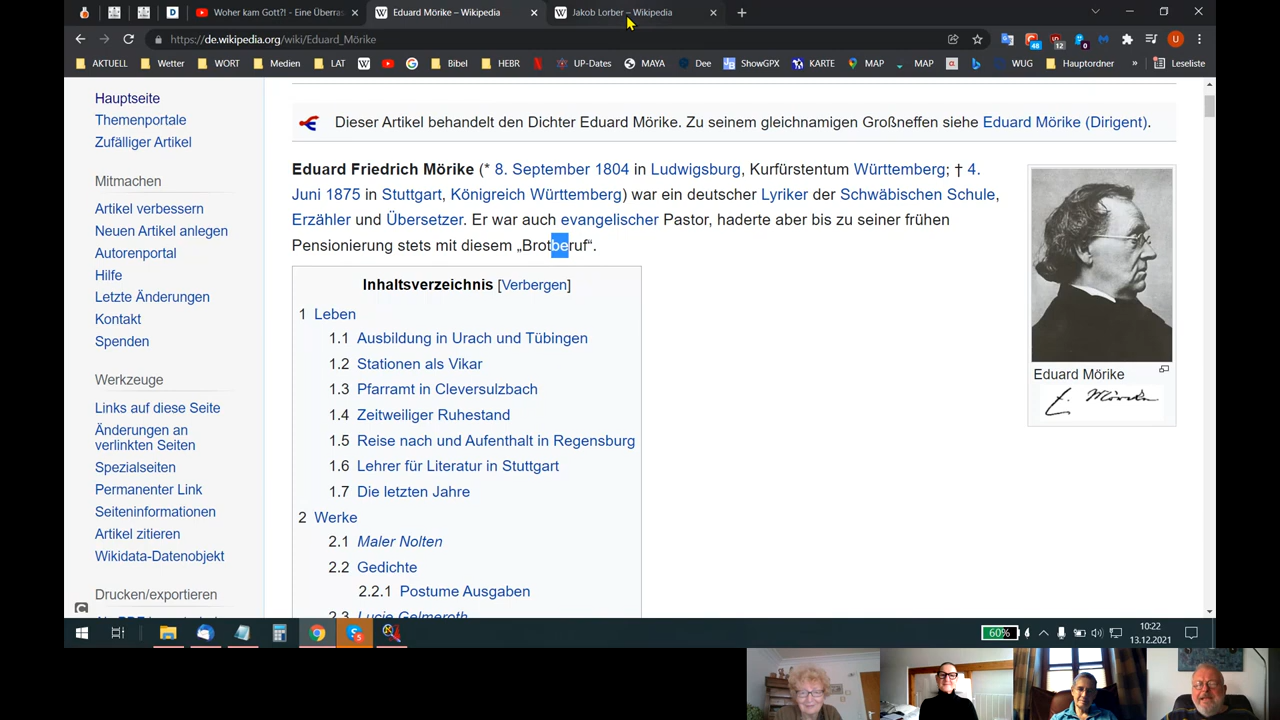 Woher kam Gott?! - Eine Überras
Eduard Mörike – Wikipedia
Jakob Lorber – Wikipedia
https://de.wikipedia.org/wiki/Eduard_Mörike
AKTUELL
Wetter
WORT
Medien
LAT
Bibel
HEBR
UP-Dates
MAYA
Dee
ShowGPX
KARTE
MAP
MAP
WUG
Hauptordner
»
Leseliste
Hauptseite
Themenportale
Zufälliger Artikel
Mitmachen
Artikel verbessern
Neuen Artikel anlegen
Autorenportal
Hilfe
Letzte Änderungen
Kontakt
Spenden
Werkzeuge
Links auf diese Seite
Änderungen an
verlinkten Seiten
Spezialseiten
Permanenter Link
Seiteninformationen
Artikel zitieren
Wikidata-Datenobjekt
Drucken/exportieren
Dieser Artikel behandelt den Dichter Eduard Mörike. Zu seinem gleichnamigen Großneffen siehe Eduard Mörike (Dirigent).
Eduard Friedrich Mörike (* 8. September 1804 in Ludwigsburg, Kurfürstentum Württemberg; † 4.
Juni 1875 in Stuttgart, Königreich Württemberg) war ein deutscher Lyriker der Schwäbischen Schule,
Erzähler und Übersetzer. Er war auch evangelischer Pastor, haderte aber bis zu seiner frühen
Pensionierung stets mit diesem „Brotberuf“.
Inhaltsverzeichnis [Verbergen]
1 Leben
1.1 Ausbildung in Urach und Tübingen
1.2 Stationen als Vikar
1.3 Pfarramt in Cleversulzbach
1.4 Zeitweiliger Ruhestand
1.5 Reise nach und Aufenthalt in Regensburg
1.6 Lehrer für Literatur in Stuttgart
1.7 Die letzten Jahre
2 Werke
2.1 Maler Nolten
2.2 Gedichte
2.2.1 Postume Ausgaben
2.3 Lucie Gelmeroth
Eduard Mörike
E. Mörike
60%
10:22
13.12.2021